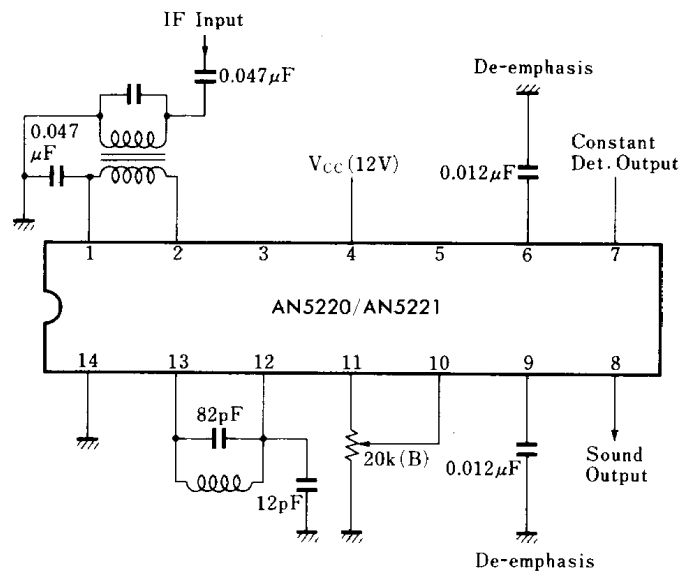 IF Input
0.047μF
De-emphasis
0.047
μF
VCC(12V)
0.012μF
Constant
Det. Output
1 2 3 4 5 6 7
AN5220/AN5221
14 13 12 11 10 9 8
82pF
12pF
20k(B)
0.012μF
Sound
Output
De-emphasis